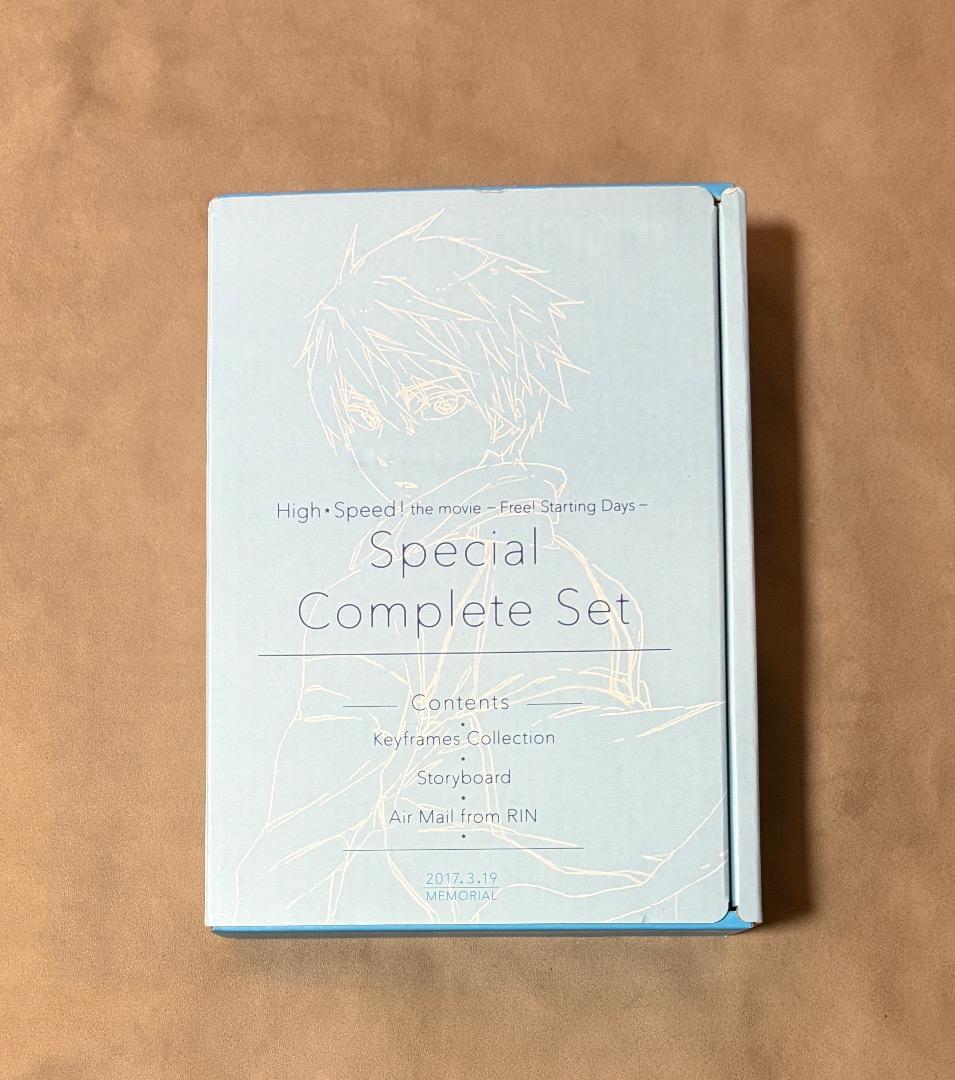 High★Speed! the movie – Free! Starting Days –
Special
Complete Set
Contents
Keyframes Collection
Storyboard
Air Mail from RIN
2017.3.19
MEMORIAL